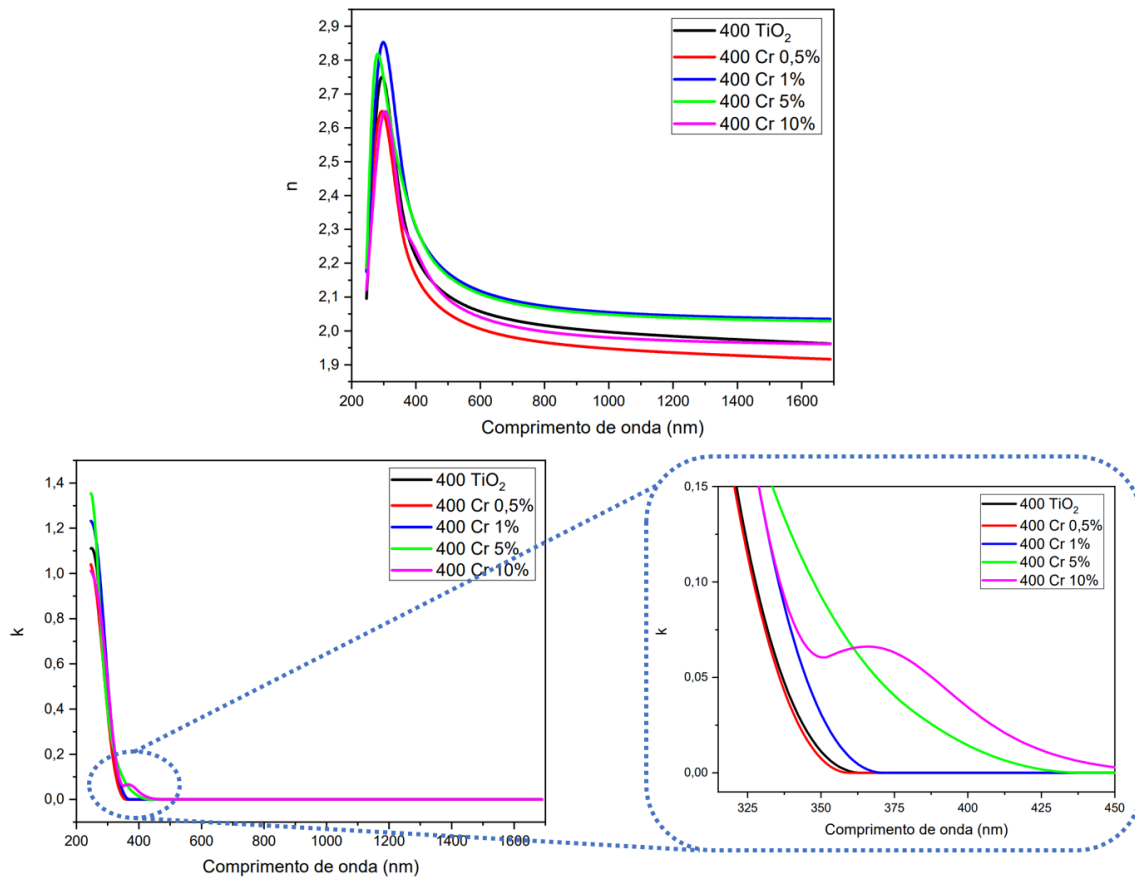 2,9
2,8
2,7
2,6
2,5
2,4
2,3
2,2
2,1
2,0
1,9
n
400 TiO₂
400 Cr 0,5%
400 Cr 1%
400 Cr 5%
400 Cr 10%
200 400 600 800 1000 1200 1400 1600
Comprimento de onda (nm)
1,4
1,2
1,0
0,8
0,6
0,4
0,2
0,0
k
400 TiO₂
400 Cr 0,5%
400 Cr 1%
400 Cr 5%
400 Cr 10%
200 400 600 800 1000 1200 1400 1600
Comprimento de onda (nm)
0,15
0,10
0,05
0,00
k
400 TiO₂
400 Cr 0,5%
400 Cr 1%
400 Cr 5%
400 Cr 10%
325 350 375 400 425 450
Comprimento de onda (nm)